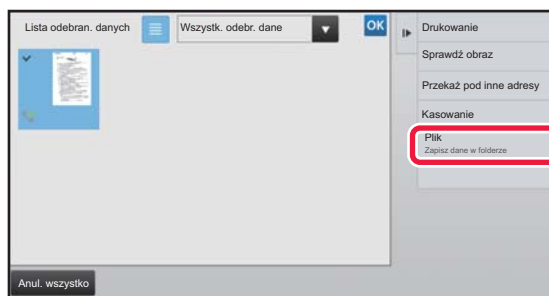 Lista odebran. danych
Wszystk. odebr. dane
OK
Drukowanie
Sprawdź obraz
Przekaż pod inne adresy
Kasowanie
Plik
Zapisz dane w folderze
Anul. wszystko